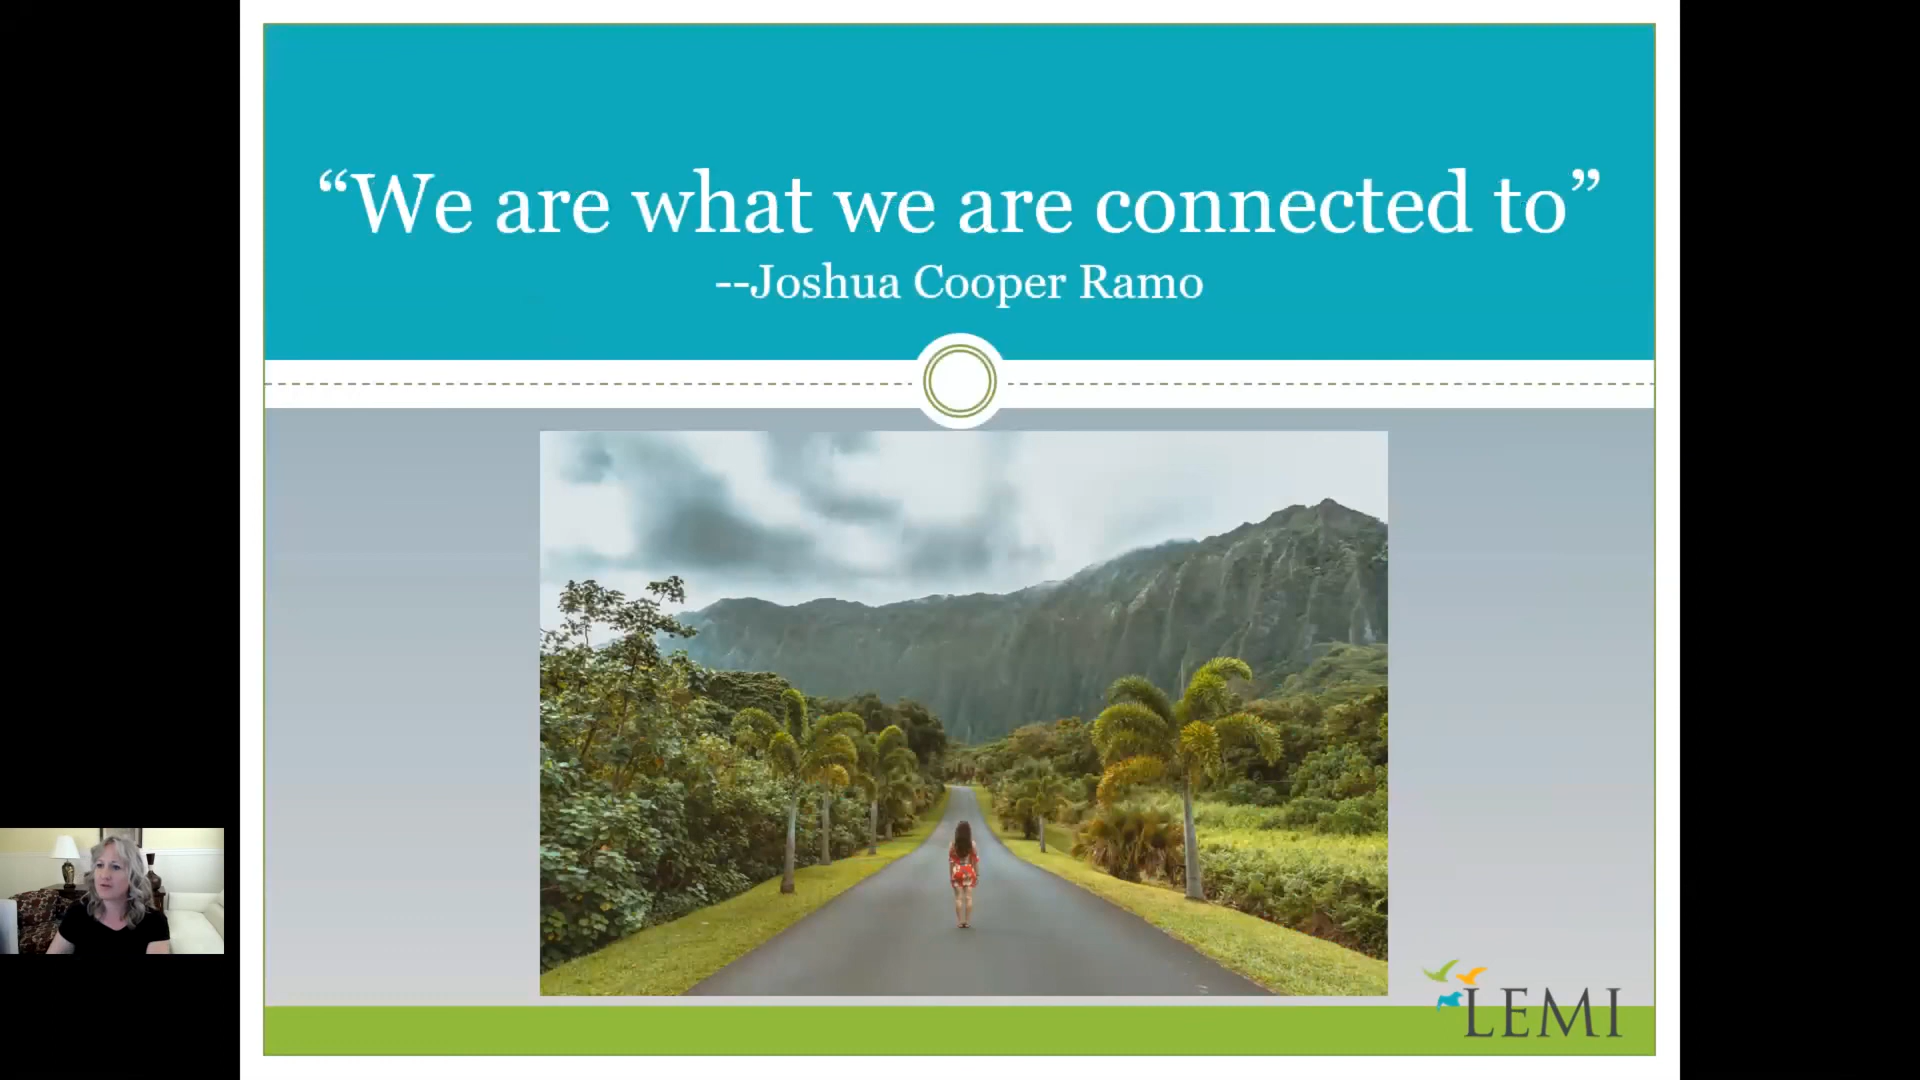 “We are what we are connected to”
--Joshua Cooper Ramo
LEMI